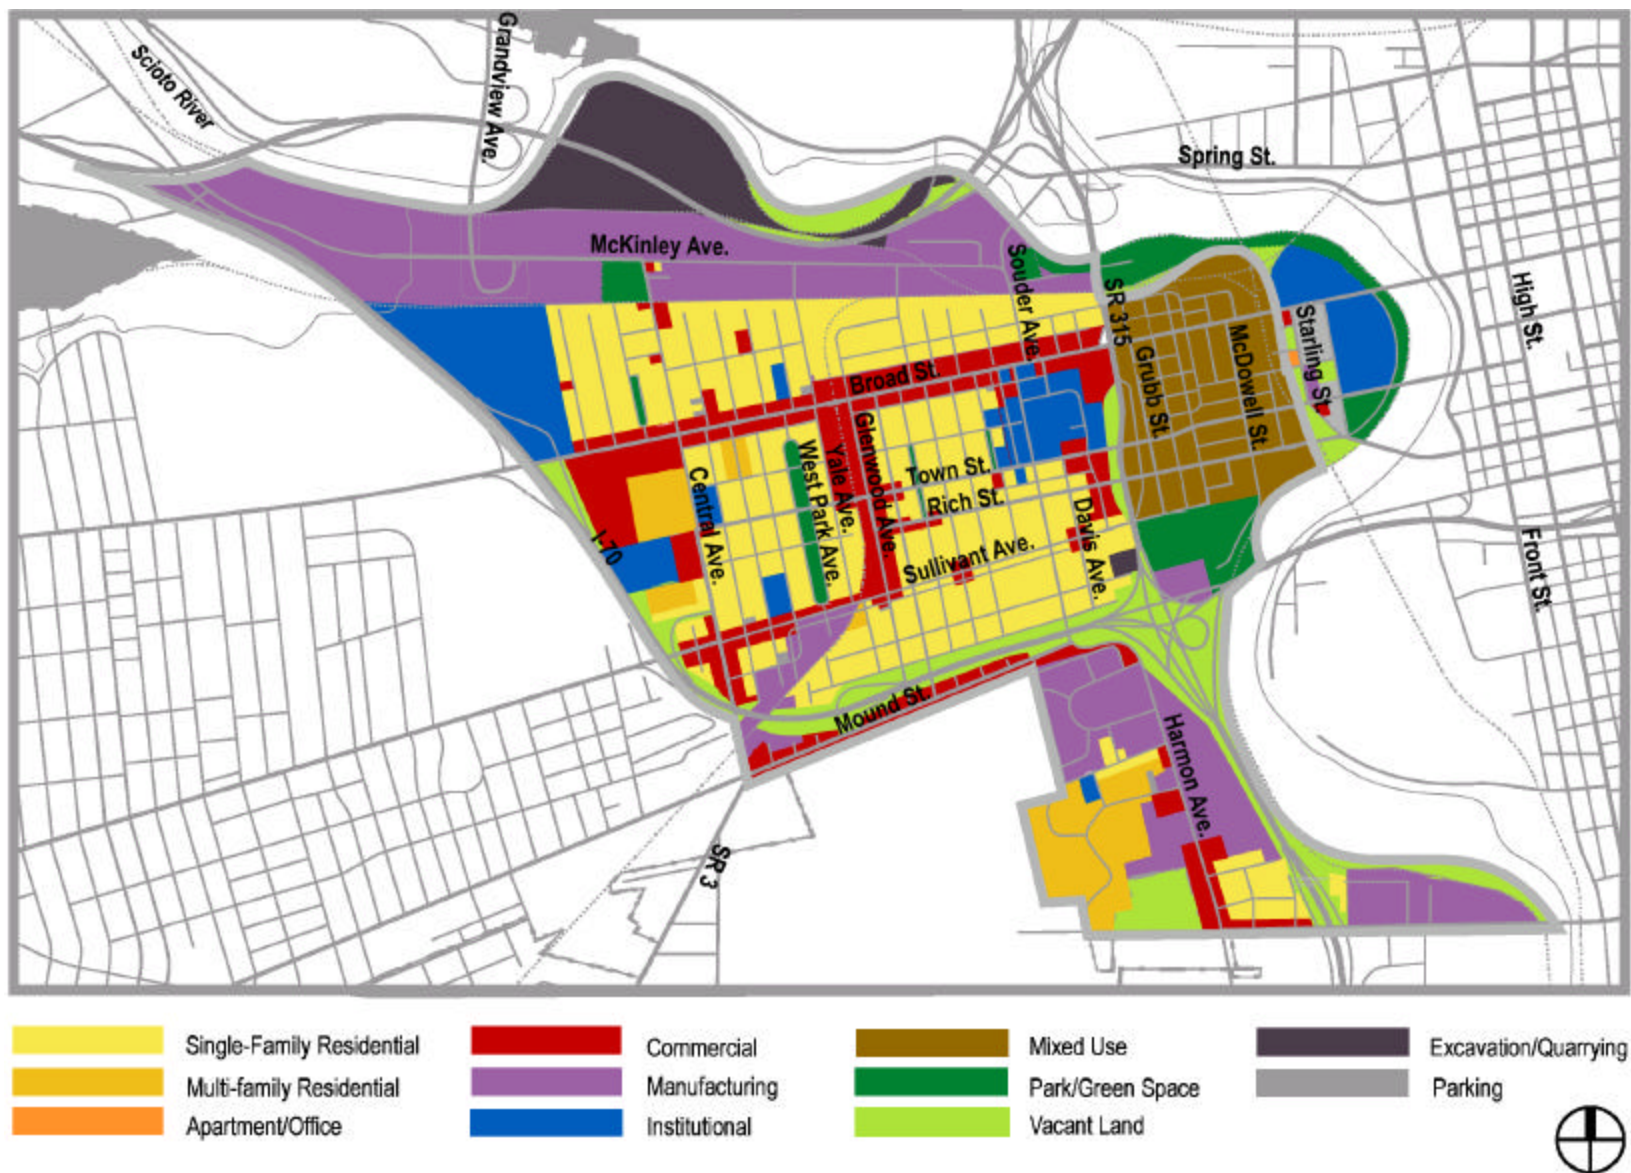 Grandview Ave.
Scioto River
Spring St.
McKinley Ave.
Souder Ave.
SR 315
High St.
Starling St.
McDowell St.
Grubb St.
Broad St.
Glenwood Ave.
Yale Ave.
West Park Ave.
Town St.
Rich St.
Central Ave.
Davis Ave.
I-70
Sullivant Ave.
Front St.
Mound St.
Harmon Ave.
SR 3
Single-Family Residential
Commercial
Mixed Use
Excavation/Quarrying
Multi-family Residential
Manufacturing
Park/Green Space
Parking
Apartment/Office
Institutional
Vacant Land